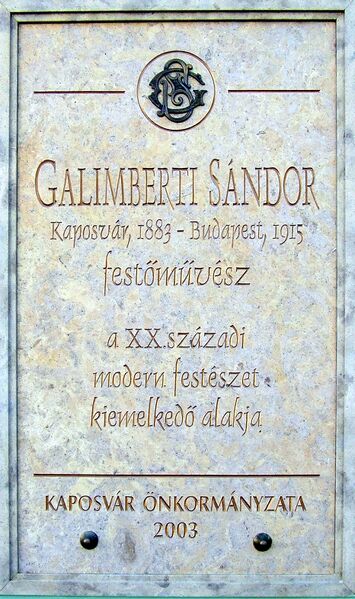 GALIMBERTI SÁNDOR
Kaposvár, 1883 - Budapest, 1915
festőművész
a XX. századi
modern festészet
kiemelkedő alakja
KAPOSVÁR ÖNKORMÁNYZATA
2003